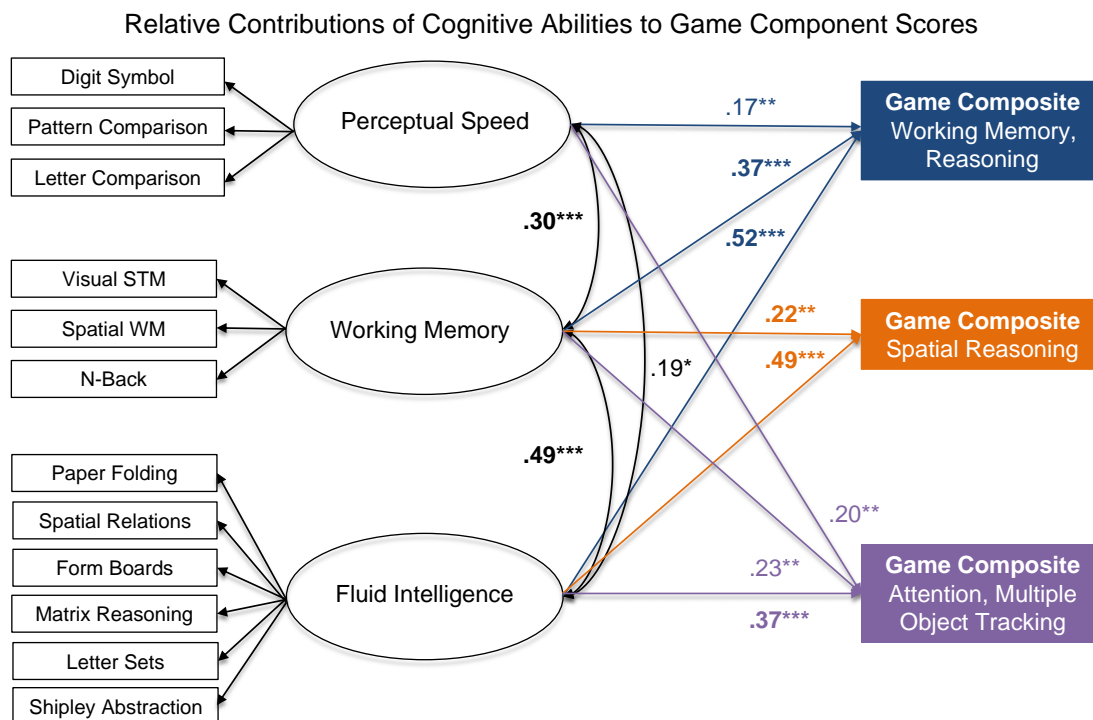 Relative Contributions of Cognitive Abilities to Game Component Scores
Digit Symbol
Pattern Comparison
Letter Comparison
Perceptual Speed
.17**
Game Composite
Working Memory,
Reasoning
.37***
.30***
.52***
Visual STM
Spatial WM
N-Back
Working Memory
.22**
Game Composite
Spatial Reasoning
.49***
.19*
.49***
Paper Folding
Spatial Relations
Form Boards
Matrix Reasoning
Letter Sets
Shipley Abstraction
Fluid Intelligence
.20**
.23**
.37***
Game Composite
Attention, Multiple
Object Tracking